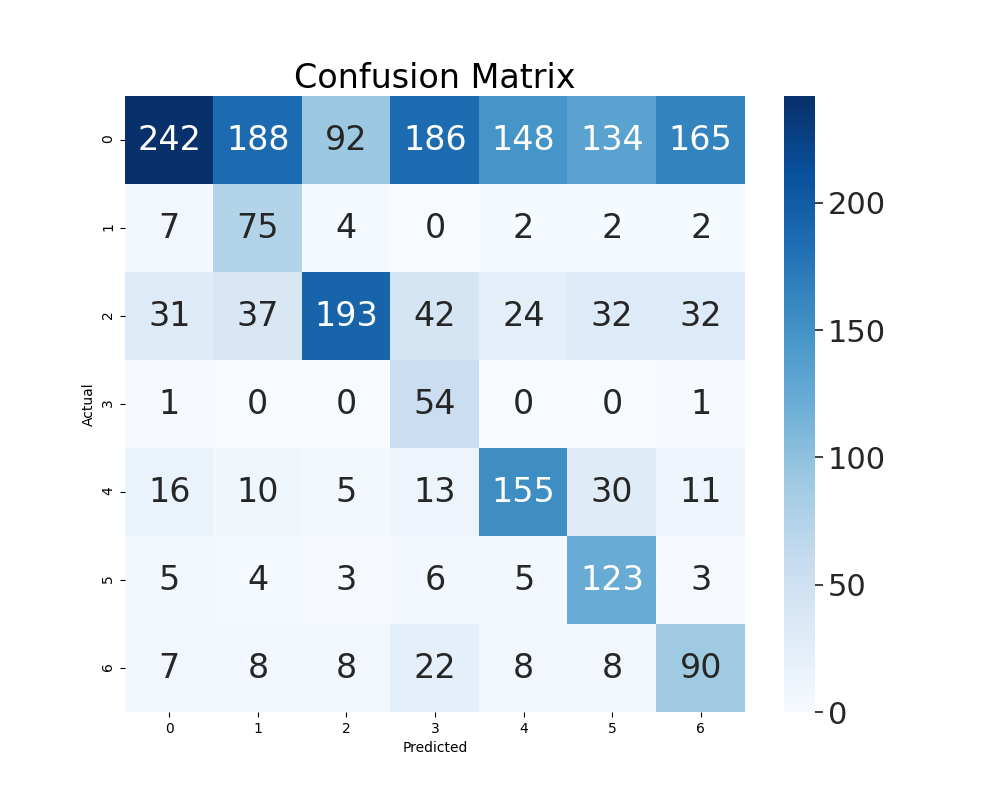 Confusion Matrix
0 242 188 92 186 148 134 165
1 7 75 4 0 2 2 2
2 31 37 193 42 24 32 32
3 1 0 0 54 0 0 1
4 16 10 5 13 155 30 11
5 5 4 3 6 5 123 3
6 7 8 8 22 8 8 90
0 1 2 3 4 5 6
Predicted
Actual
200
150
100
50
0